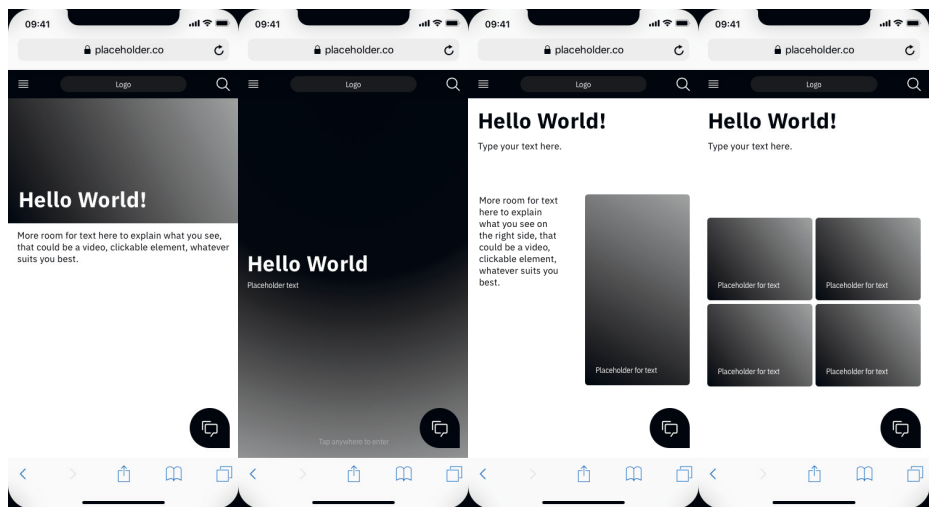 09:41
placeholder.co
Logo
Hello World!
More room for text here to explain what you see,
that could be a video, clickable element, whatever
suits you best.
09:41
placeholder.co
Logo
Hello World
Placeholder text
Tap anywhere to enter
09:41
placeholder.co
Logo
Hello World!
Type your text here.
More room for text
here to explain
what you see on
the right side, that
could be a video,
clickable element,
whatever suits you
best.
Placeholder for text
09:41
placeholder.co
Logo
Hello World!
Type your text here.
Placeholder for text
Placeholder for text
Placeholder for text
Placeholder for text